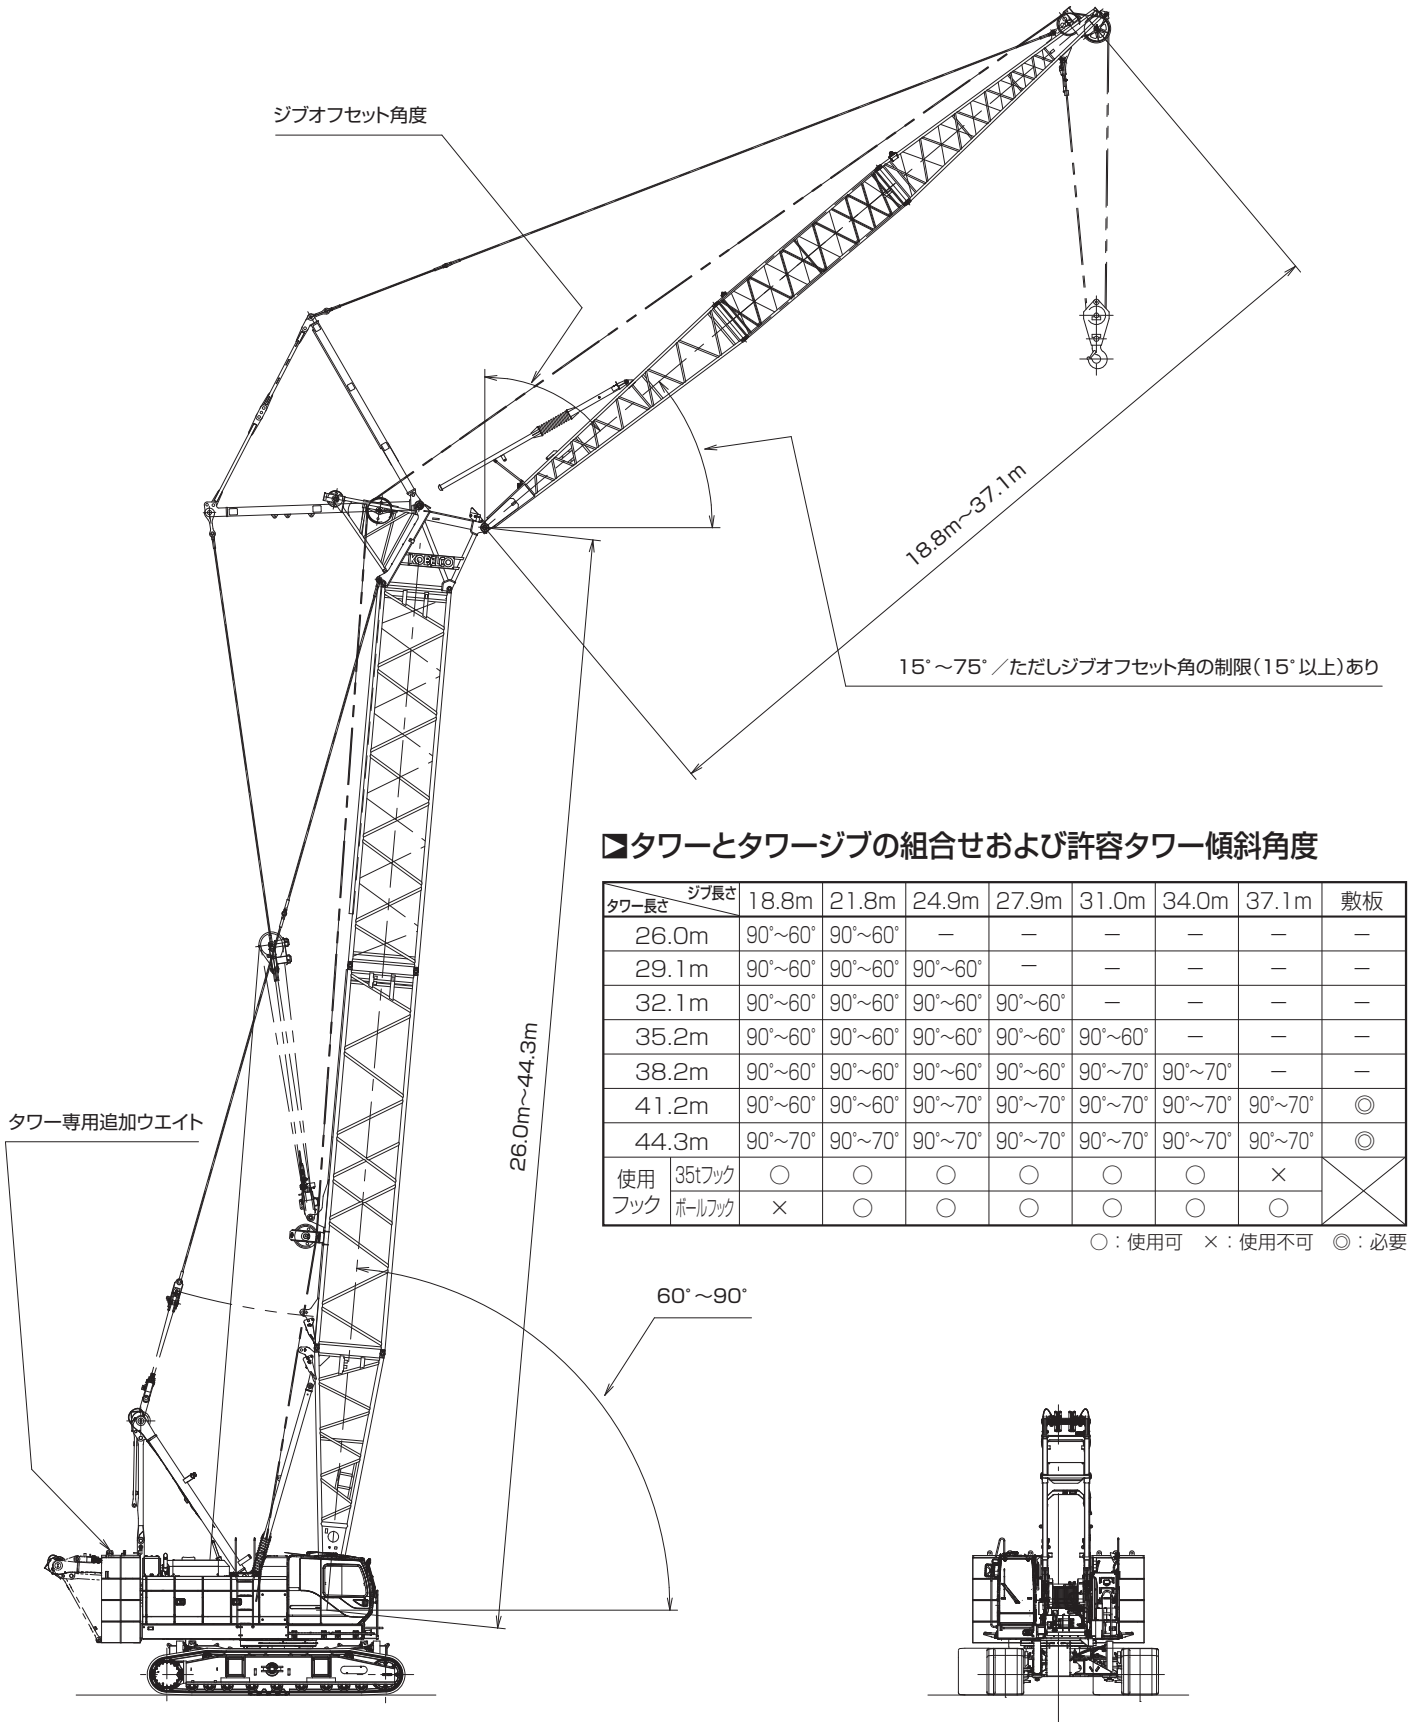 ジブオフセット角度
KOBELCO
18.8m～37.1m
15°～75°／ただしジブオフセット角の制限(15°以上)あり
タワーとタワージブの組合せおよび許容タワー傾斜角度
タワー長さ ジブ長さ 18.8m 21.8m 24.9m 27.9m 31.0m 34.0m 37.1m 敷板
26.0m 90°~60° 90°~60° － － － － － －
29.1m 90°~60° 90°~60° 90°~60° － － － － －
32.1m 90°~60° 90°~60° 90°~60° 90°~60° － － － －
35.2m 90°~60° 90°~60° 90°~60° 90°~60° 90°~60° － － －
38.2m 90°~60° 90°~60° 90°~60° 90°~60° 90°~70° 90°~70° － －
41.2m 90°~60° 90°~60° 90°~70° 90°~70° 90°~70° 90°~70° 90°~70° ◎
44.3m 90°~70° 90°~70° 90°~70° 90°~70° 90°~70° 90°~70° 90°~70° ◎
使用フック 35tフック ○ ○ ○ ○ ○ ○ ×
ボールフック × ○ ○ ○ ○ ○ ○
○：使用可 ×：使用不可 ◎：必要
26.0m～44.3m
タワー専用追加ウエイト
60°～90°